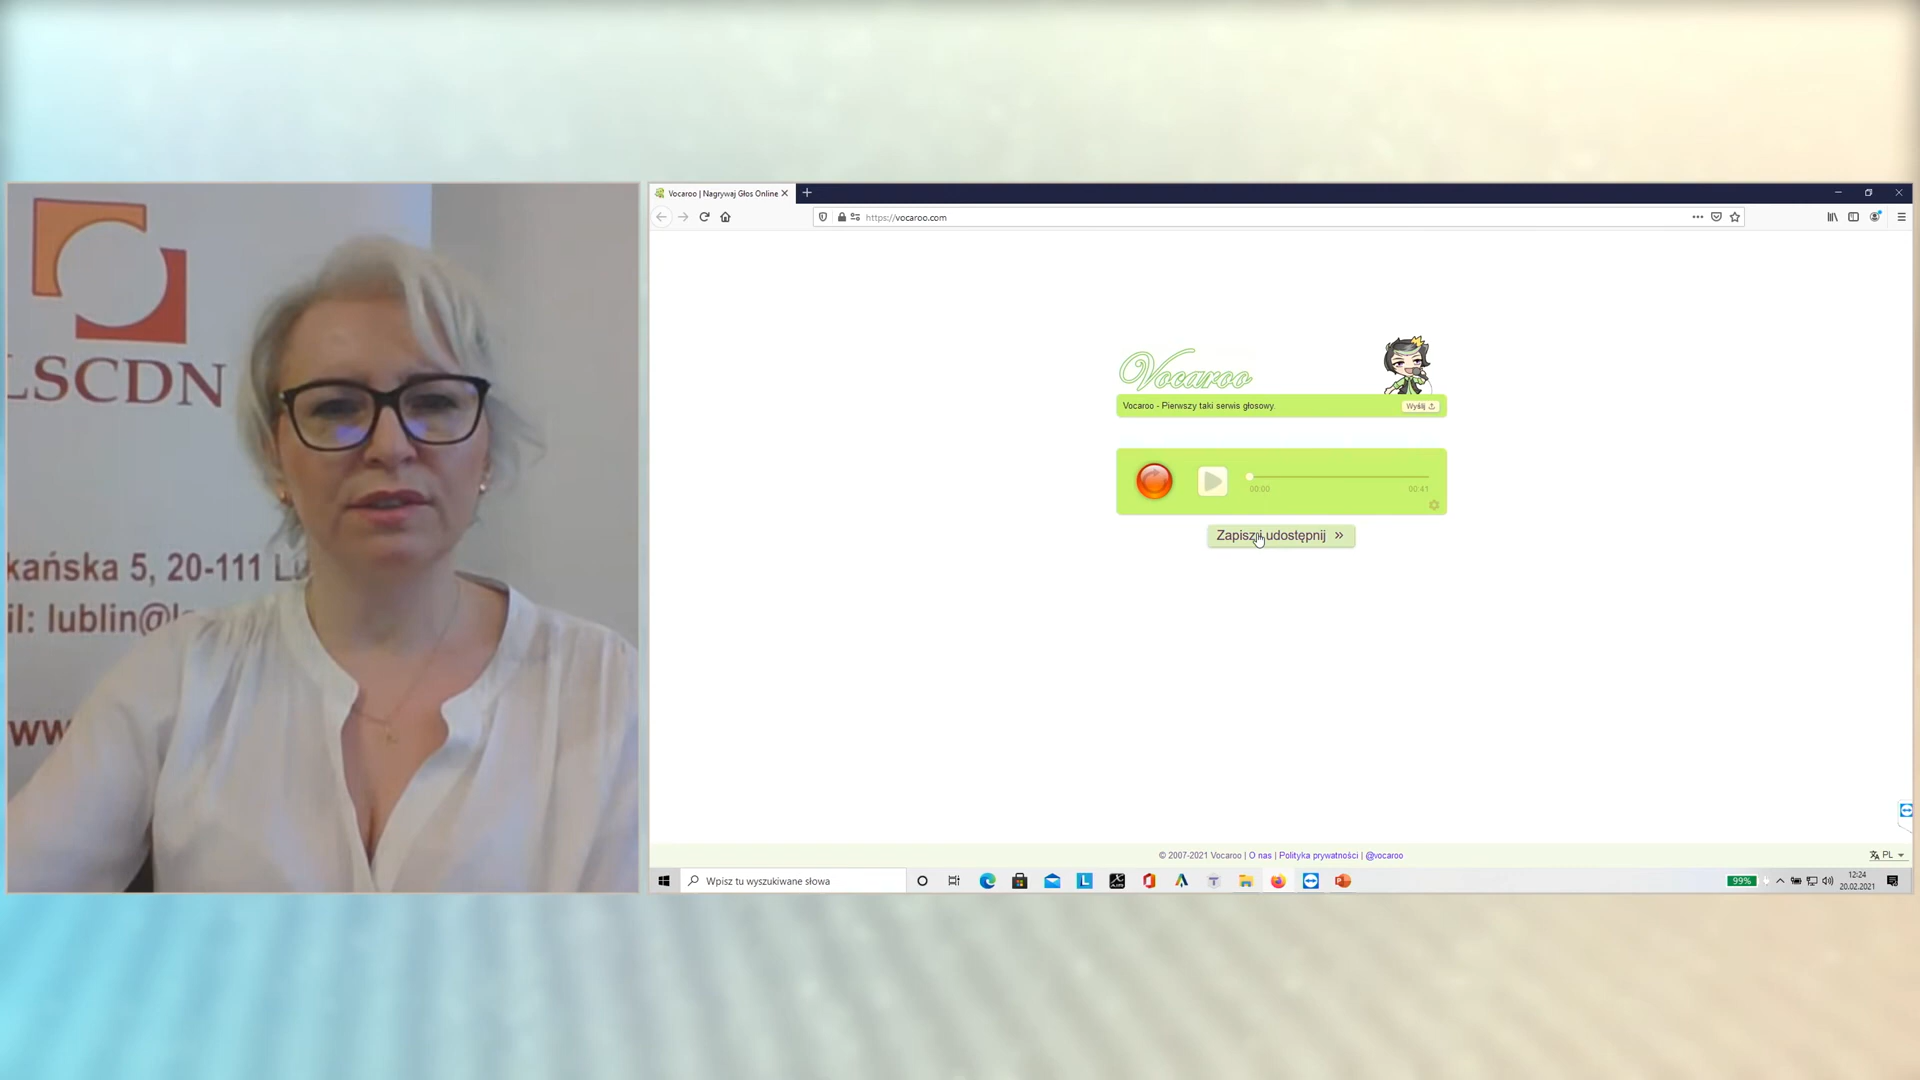 LSCDN
kańska 5, 20-111 Lu
il: lublin@l
ww
Vocaroo | Nagrywaj Głos Online
https://vocaroo.com
Vocaroo
Vocaroo - Pierwszy taki serwis głosowy.
Wyślij
00:00
00:41
Zapisz i udostępnij »
© 2007-2021 Vocaroo | O nas | Polityka prywatności | @vocaroo
PL
Wpisz tu wyszukiwane słowa
99%
12:24
20.02.2021